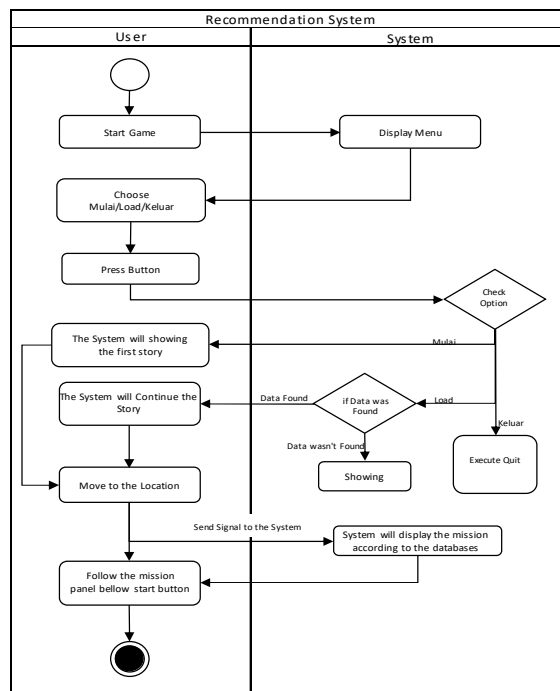 Recommendation System
User
System
Start Game
Display Menu
Choose
Mulai/Load/Keluar
Press Button
Check
Option
The System will showing
the first story
Mulai
The System will Continue the
Story
Data Found
if Data was
Found
Load
Keluar
Data wasn't Found
Execute Quit
Showing
Move to the Location
Send Signal to the System
System will display the mission
according to the databases
Follow the mission
panel bellow start button